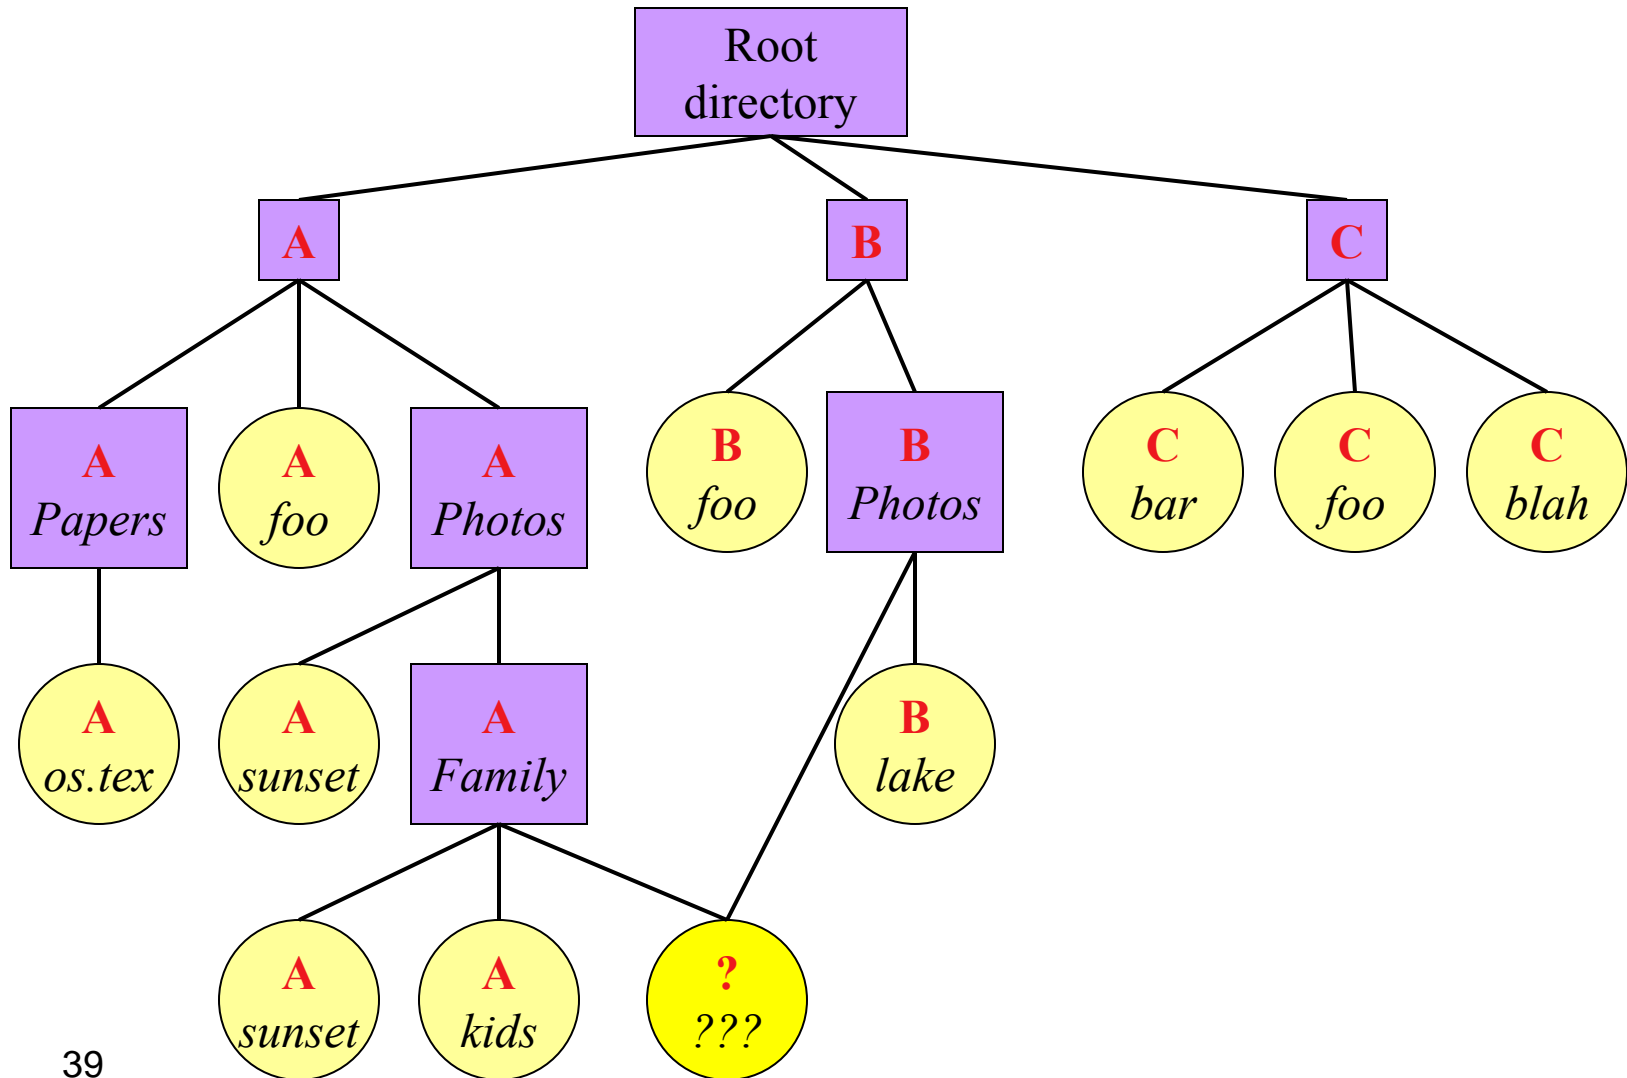 Root
directory
A
B
C
A
Papers
A
foo
A
Photos
B
foo
B
Photos
C
bar
C
foo
C
blah
A
os.tex
A
sunset
A
Family
B
lake
A
sunset
A
kids
?
???
39